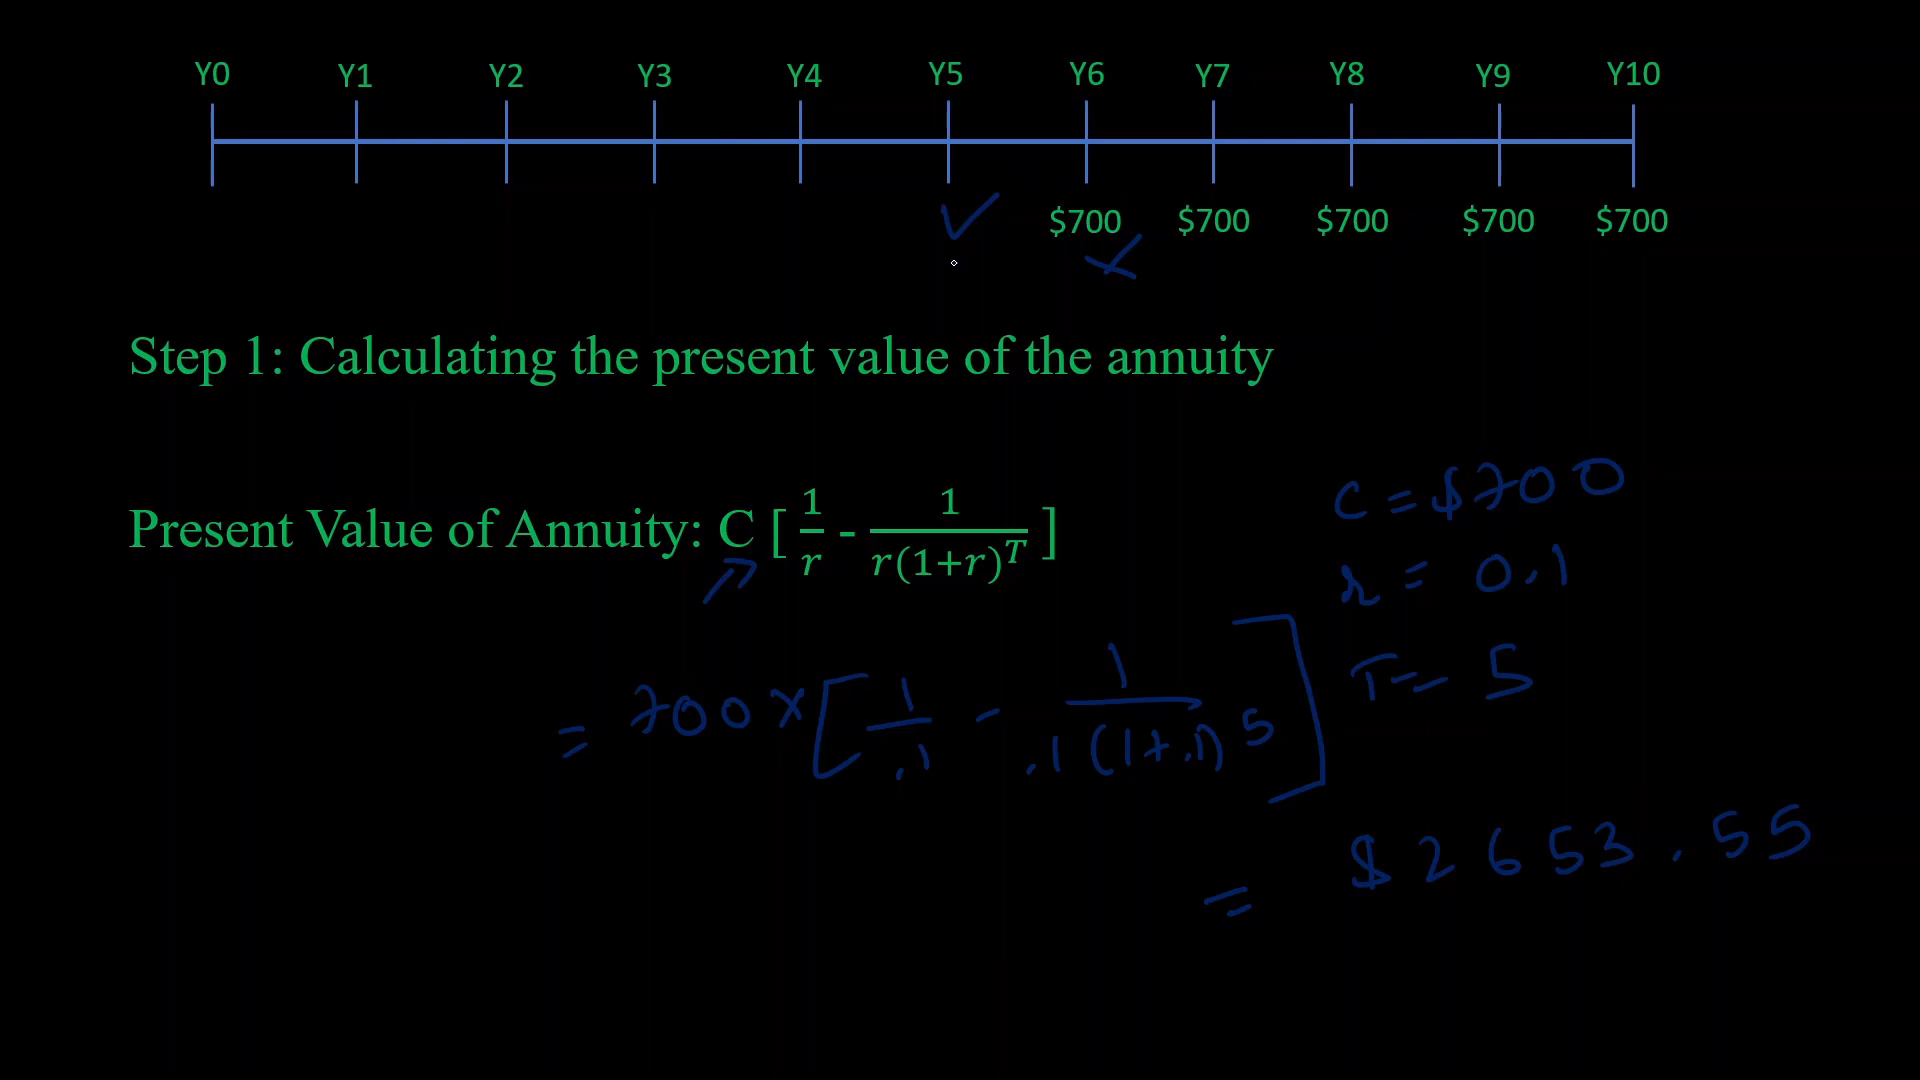 Y0 Y1 Y2 Y3 Y4 Y5 Y6 Y7 Y8 Y9 Y10
$700 $700 $700 $700 $700
Step 1: Calculating the present value of the annuity
Present Value of Annuity: C [ 1/r - 1/r(1+r)^T ]
C = $700
r = 0.1
T = 5
= 700 x [ 1/.1 - 1/.1(1+.1)^5 ]
= $2653.55